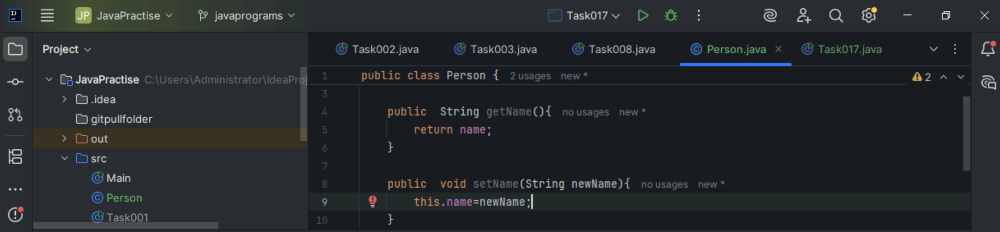 JP JavaPractise javaprograms Task017
Project
Task002.java Task003.java Task008.java Person.java Task017.java
JavaPractise C:\Users\Administrator\IdeaProj
.idea
gitpullfolder
out
src
Main
Person
Task001
1 public class Person { 2 usages new *
2
3
4 public String getName(){ no usages new *
5 return name;
6 }
7
8 public void setName(String newName){ no usages new *
9 this.name=newName;
10 }